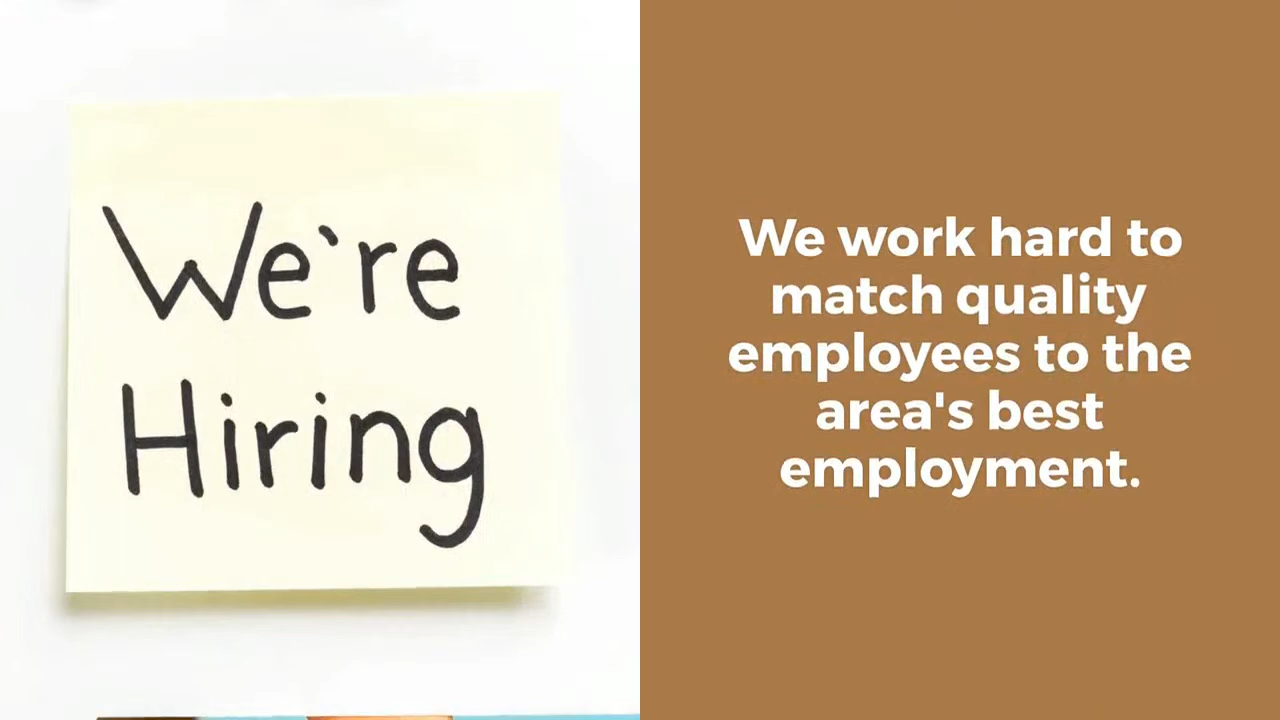 We're
Hiring
We work hard to
match quality
employees to the
area's best
employment.